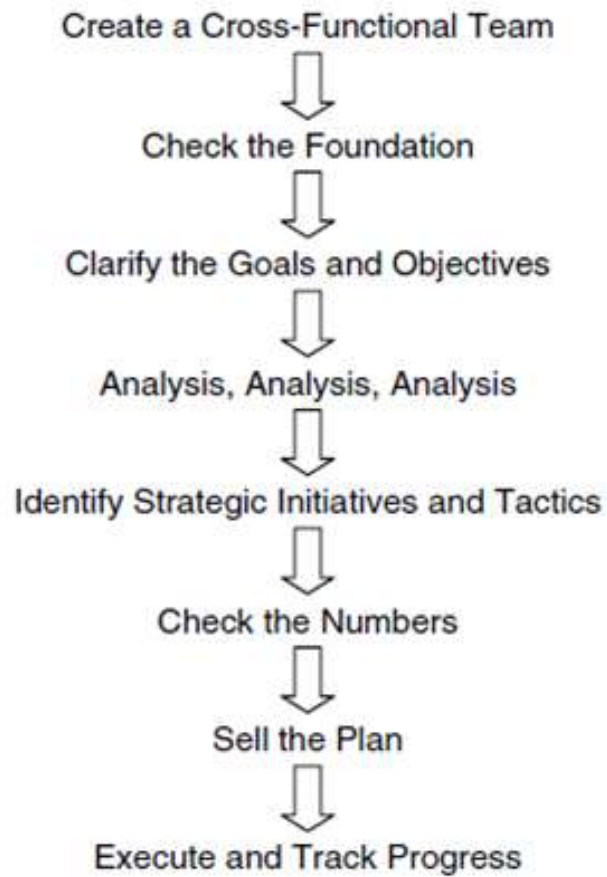 Create a Cross-Functional Team
Check the Foundation
Clarify the Goals and Objectives
Analysis, Analysis, Analysis
Identify Strategic Initiatives and Tactics
Check the Numbers
Sell the Plan
Execute and Track Progress